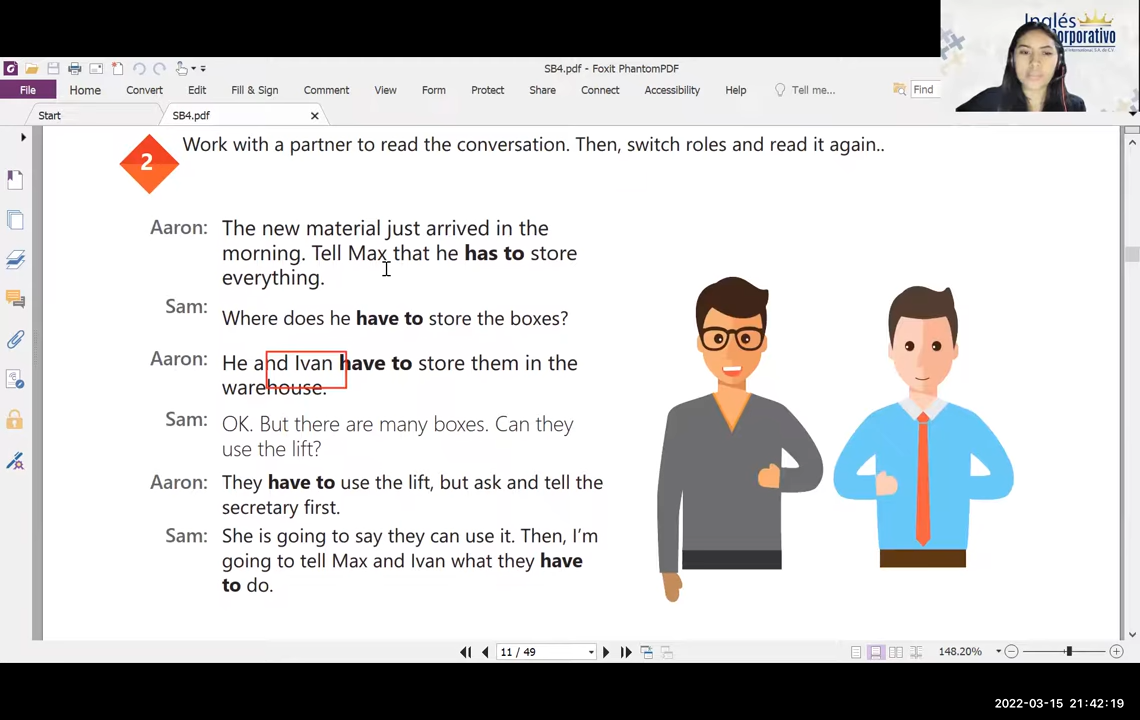 Inglés
Corporativo
SB4.pdf - Foxit PhantomPDF
File Home Convert Edit Fill & Sign Comment View Form Protect Share Connect Accessibility Help Tell me... Find
Start SB4.pdf
2 Work with a partner to read the conversation. Then, switch roles and read it again..
Aaron: The new material just arrived in the
morning. Tell Max that he has to store
everything.
Sam: Where does he have to store the boxes?
Aaron: He and Ivan have to store them in the
warehouse.
Sam: OK. But there are many boxes. Can they
use the lift?
Aaron: They have to use the lift, but ask and tell the
secretary first.
Sam: She is going to say they can use it. Then, I'm
going to tell Max and Ivan what they have
to do.
11 / 49 148.20%
2022-03-15 21:42:19